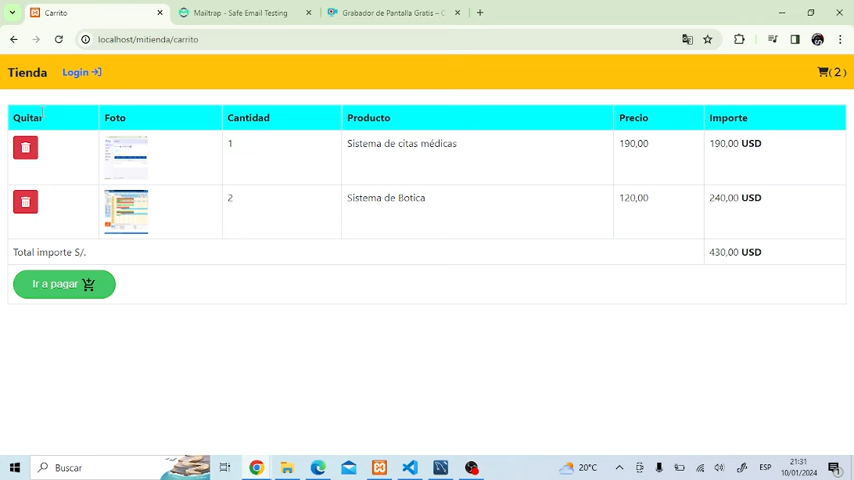 Carrito
Mailtrap - Safe Email Testing
Grabador de Pantalla Gratis – C
localhost/mitienda/carrito
Tienda Login ( 2 )
Quitar Foto Cantidad Producto Precio Importe
1 Sistema de citas médicas 190,00 190,00 USD
2 Sistema de Botica 120,00 240,00 USD
Total importe S/. 430,00 USD
Ir a pagar
Buscar 20°C ESP 21:31
10/01/2024